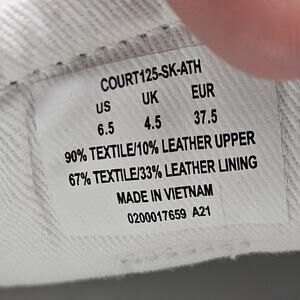 COURT125-SK-ATH
US UK EUR
6.5 4.5 37.5
90% TEXTILE/10% LEATHER UPPER
67% TEXTILE/33% LEATHER LINING
MADE IN VIETNAM
0200017659 A21